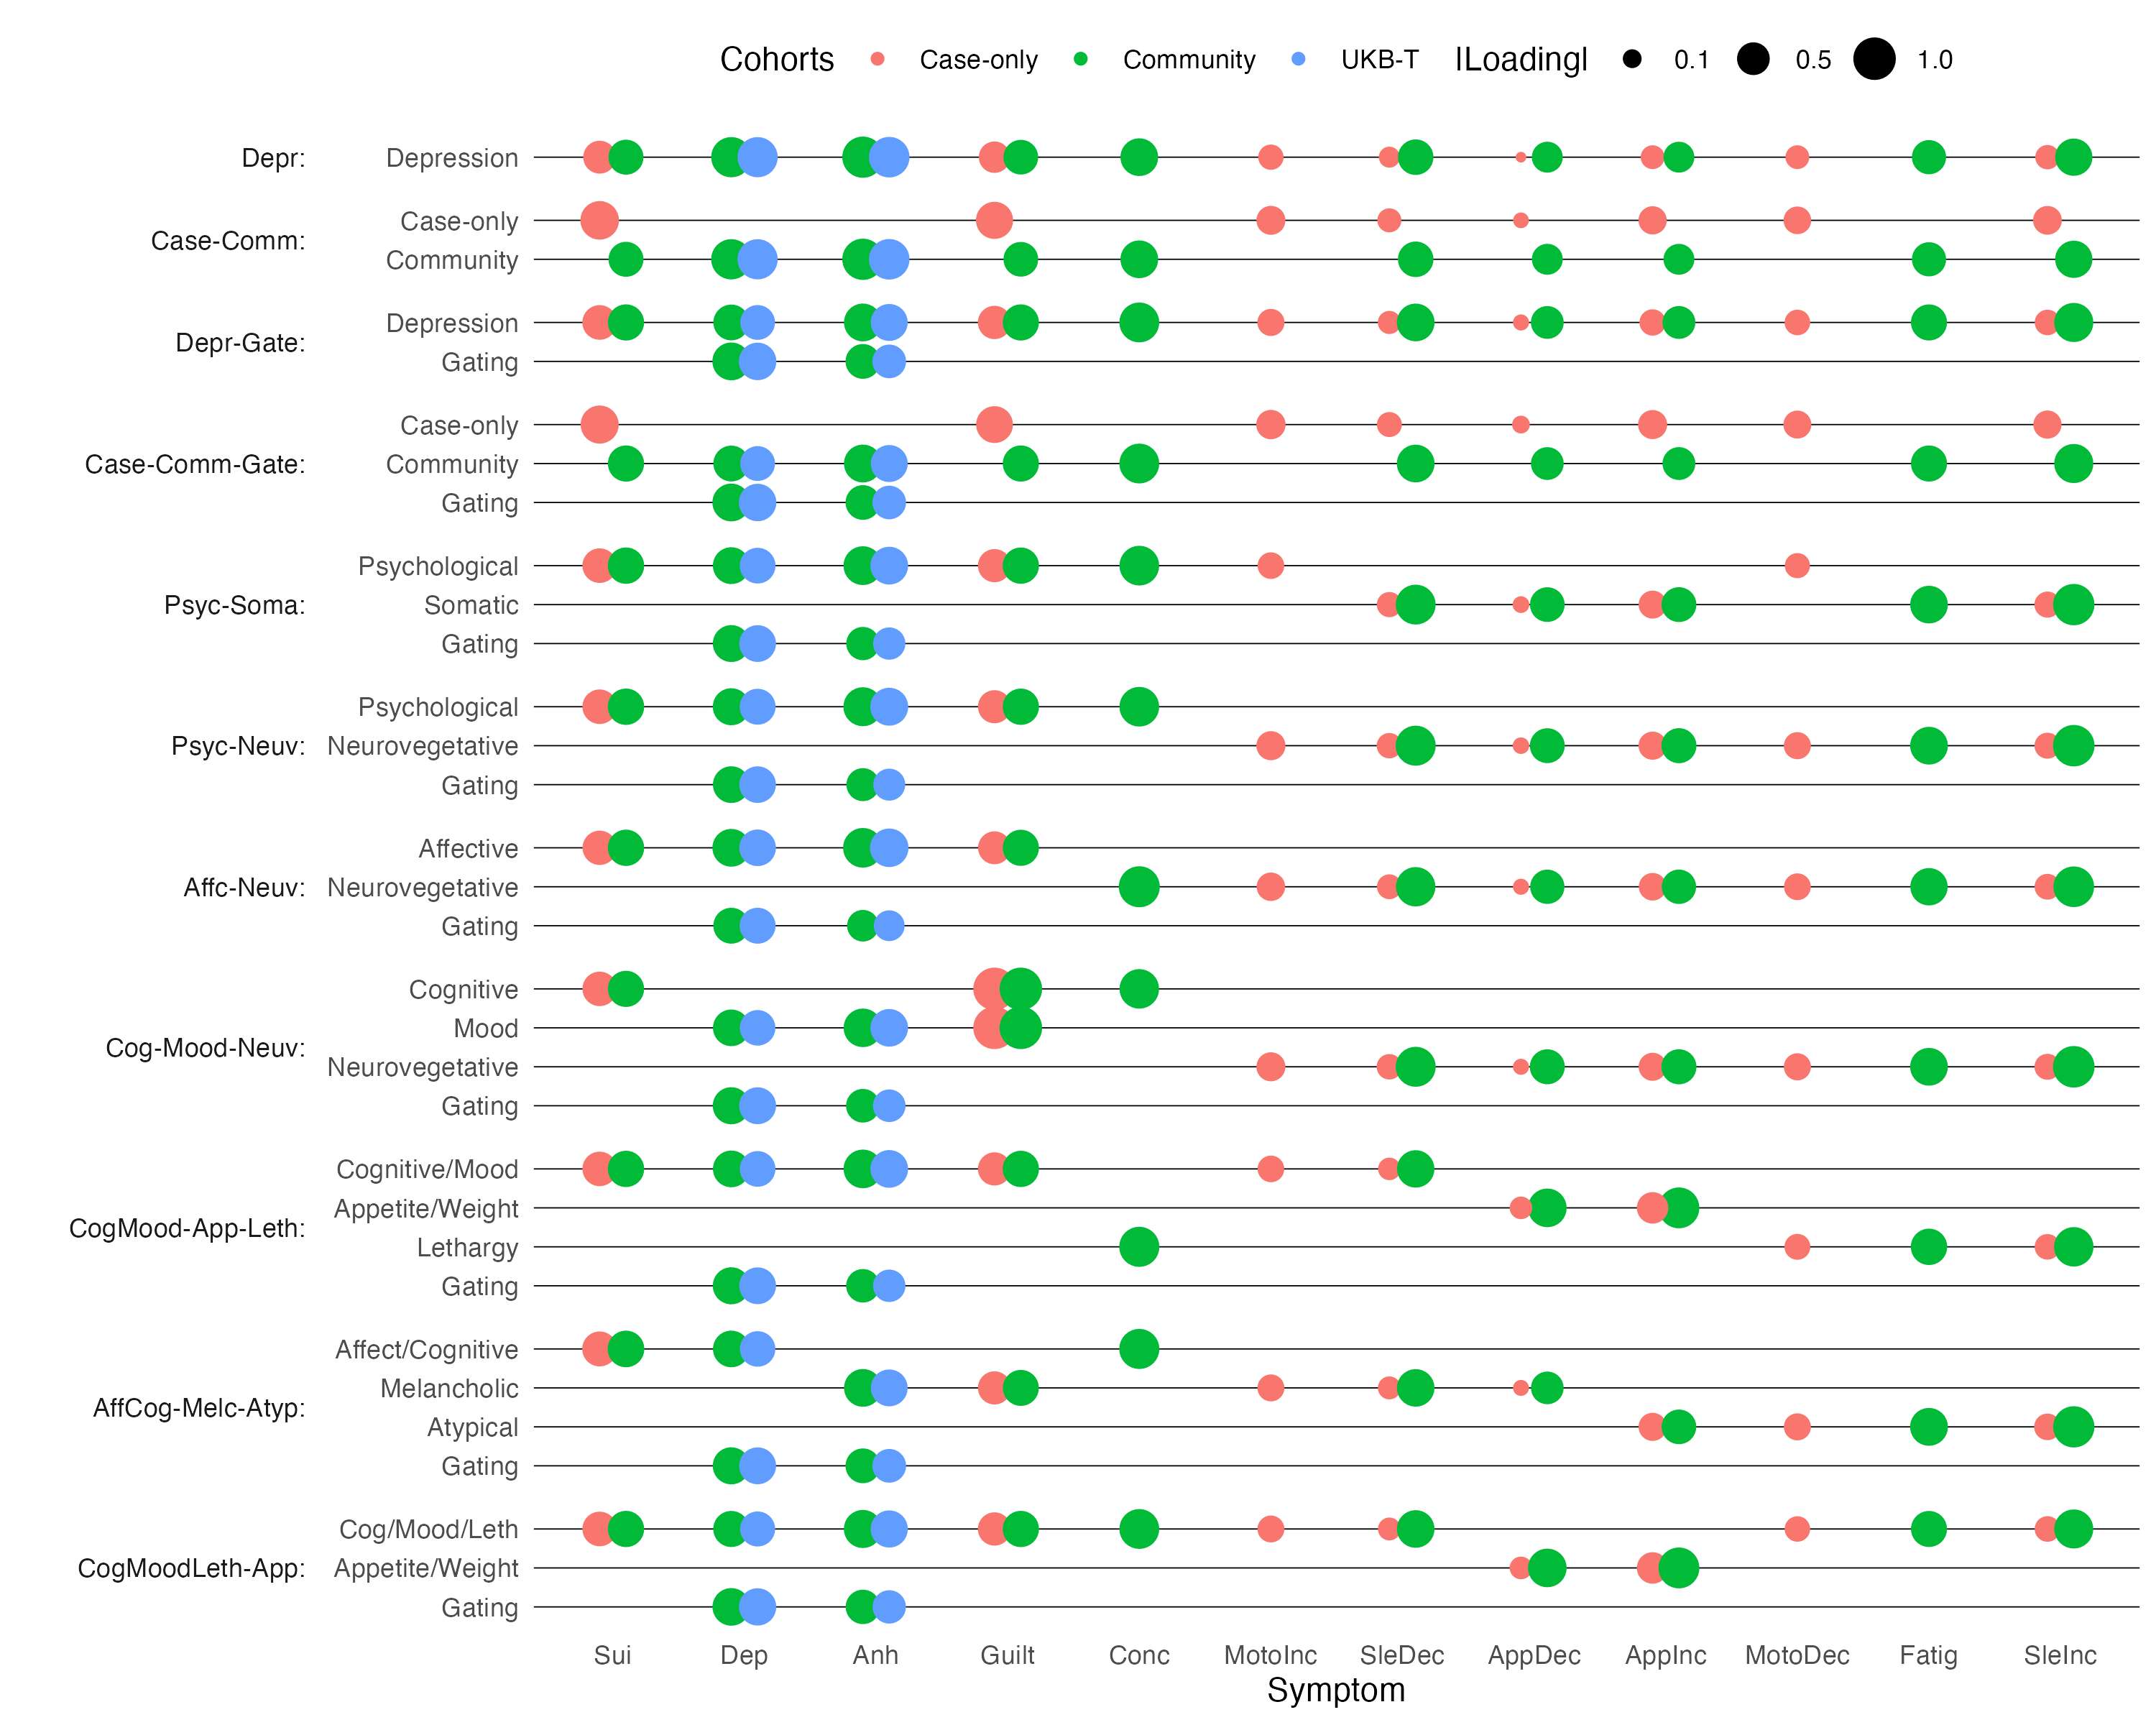 Cohorts Case-only Community UKB-T |Loading| 0.1 0.5 1.0
Depr: Depression
Case-Comm: Case-only
Community
Depr-Gate: Depression
Gating
Case-Comm-Gate: Case-only
Community
Gating
Psyc-Soma: Psychological
Somatic
Gating
Psyc-Neuv: Psychological
Neurovegetative
Gating
Affc-Neuv: Affective
Neurovegetative
Gating
Cog-Mood-Neuv: Cognitive
Mood
Neurovegetative
Gating
CogMood-App-Leth: Cognitive/Mood
Appetite/Weight
Lethargy
Gating
AffCog-Melc-Atyp: Affect/Cognitive
Melancholic
Atypical
Gating
CogMoodLeth-App: Cog/Mood/Leth
Appetite/Weight
Gating
Sui Dep Anh Guilt Conc MotoInc SleDec AppDec AppInc MotoDec Fatig SleInc
Symptom